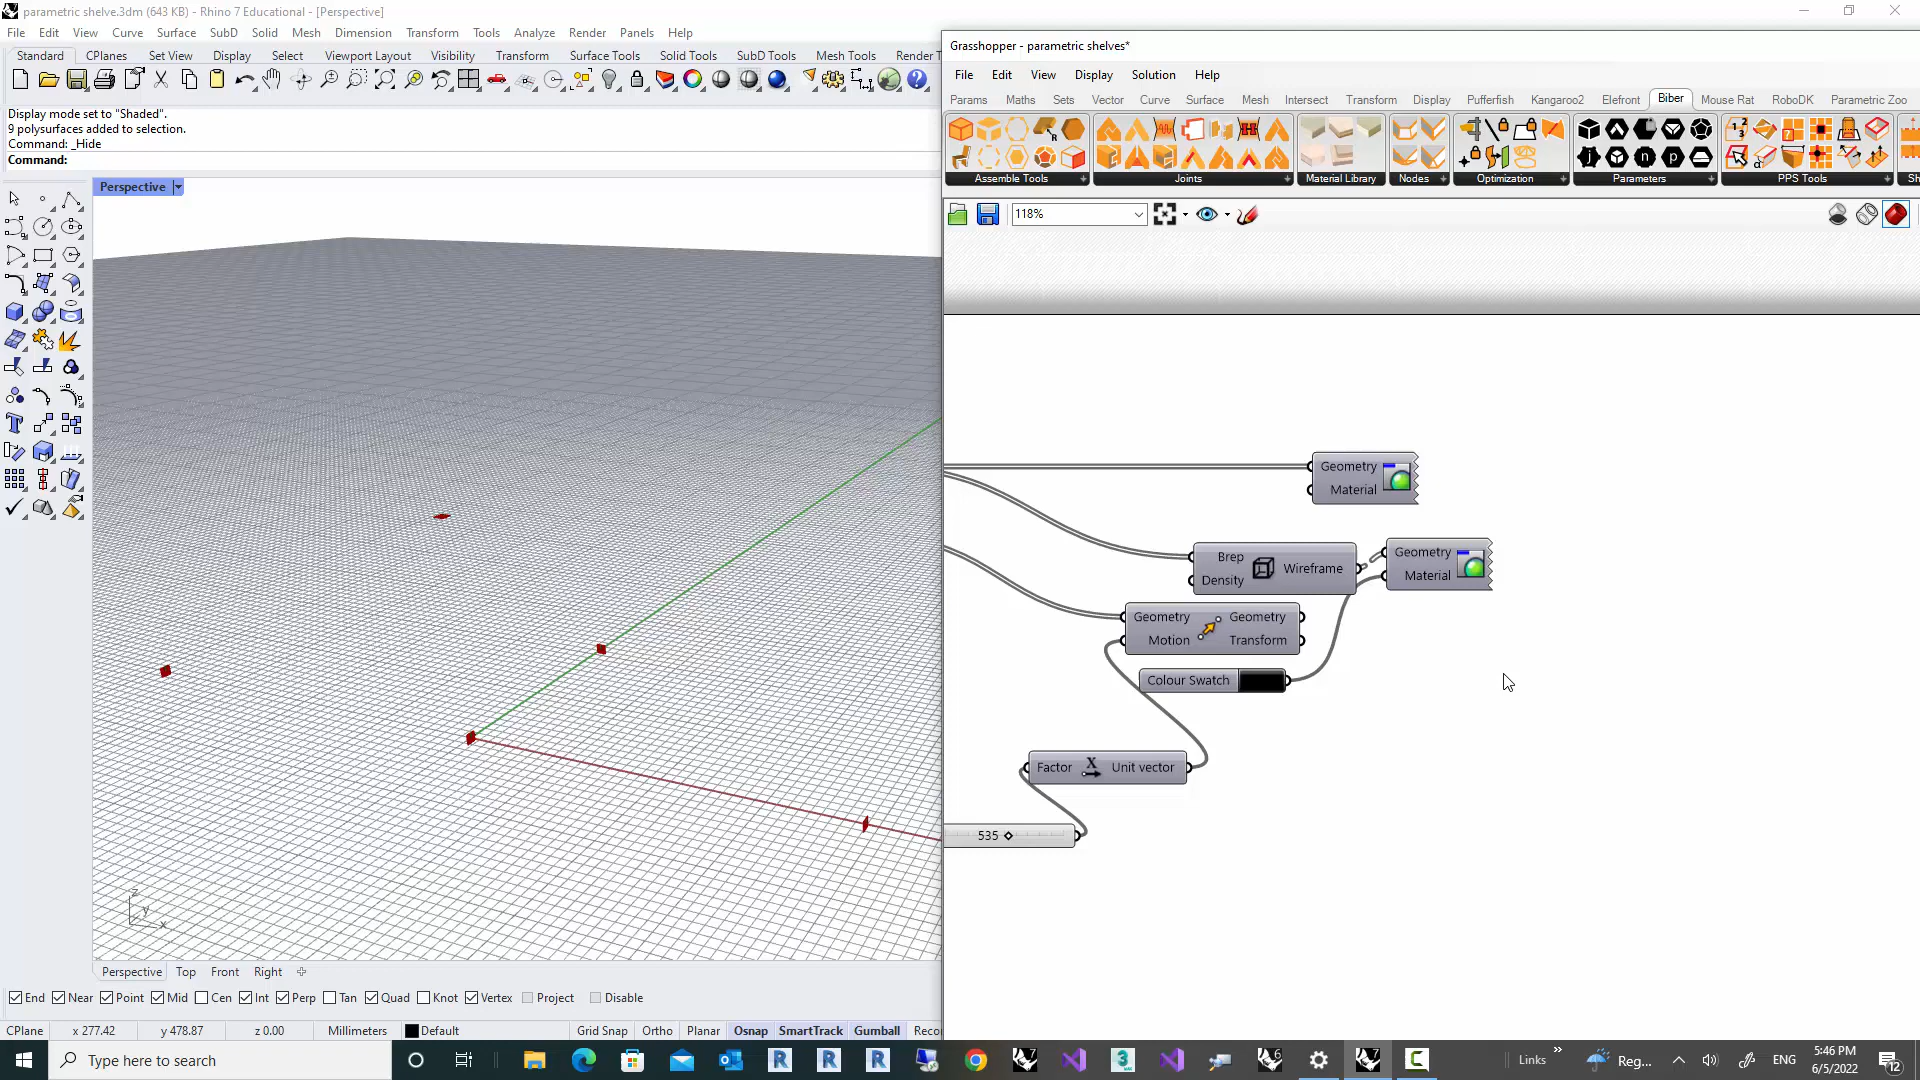 parametric shelve.3dm (643 KB) - Rhino 7 Educational - [Perspective]
File Edit View Curve Surface SubD Solid Mesh Dimension Transform Tools Analyze Render Panels Help
Standard CPlanes Set View Display Select Viewport Layout Visibility Transform Surface Tools Solid Tools SubD Tools Mesh Tools Render T
Display mode set to "Shaded".
9 polysurfaces added to selection.
Command: _Hide
Command:
Perspective
z
y
x
Perspective Top Front Right
End Near Point Mid Cen Int Perp Tan Quad Knot Vertex Project Disable
CPlane x 277.42 y 478.87 z 0.00 Millimeters Default Grid Snap Ortho Planar Osnap SmartTrack Gumball Reco
Grasshopper - parametric shelves*
File Edit View Display Solution Help
Params Maths Sets Vector Curve Surface Mesh Intersect Transform Display Pufferfish Kangaroo2 Elefront Biber Mouse Rat RoboDK Parametric Zoo
Assemble Tools Joints Material Library Nodes Optimization Parameters PPS Tools Sh
118%
Geometry
Material
Brep
Density
Wireframe
Geometry
Material
Geometry
Motion
Geometry
Transform
Colour Swatch
Factor X Unit vector
535
Type here to search
Links
Reg...
ENG
5:46 PM
6/5/2022
12